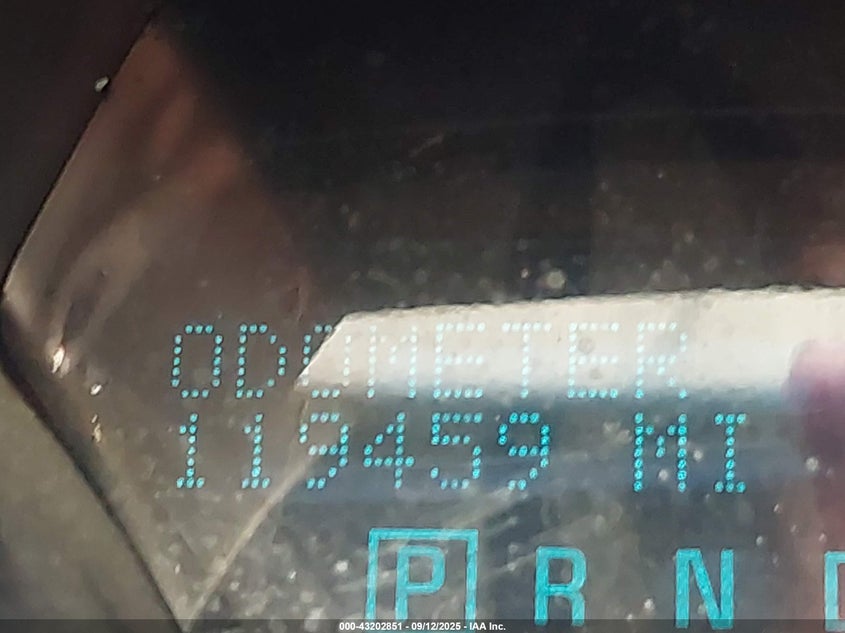 ODOMETER
119459 MI
P R N D
000-43202851 - 09/12/2025 - IAA Inc.